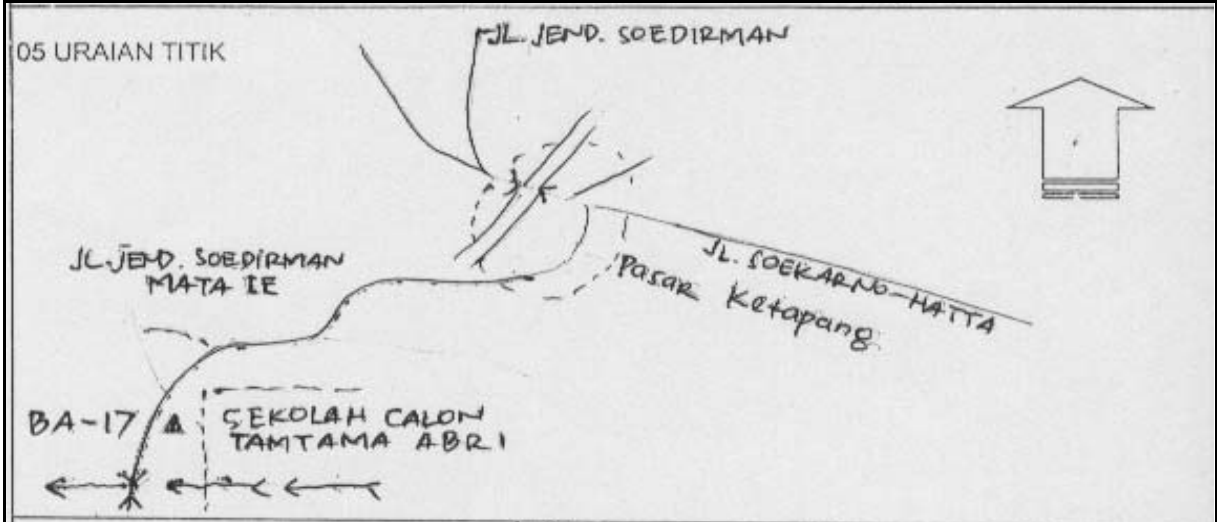 05 URAIAN TITIK
JL. JEND. SOEDIRMAN
JL. JEND. SOEDIRMAN
MATA IE
JL. SOEKARNO-HATTA
Pasar Ketapang
BA-17
SEKOLAH CALON
TAMTAMA ABRI